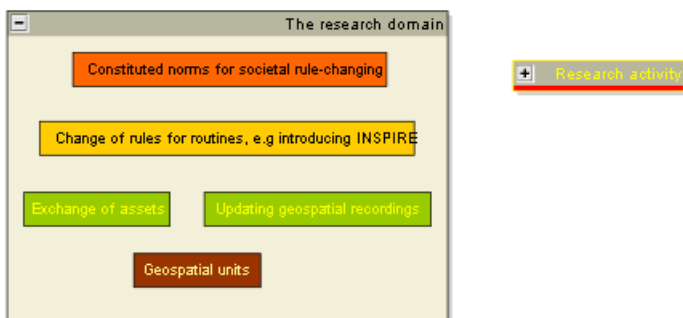 The research domain
Constituted norms for societal rule-changing
Research activity
Change of rules for routines, e.g introducing INSPIRE
Exchange of assets
Updating geospatial recordings
Geospatial units